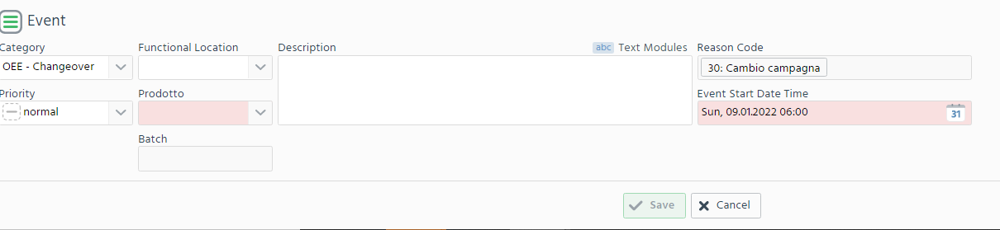 Event
Category
Functional Location
Description
abc Text Modules
Reason Code
OEE - Changeover
30: Cambio campagna
Priority
Prodotto
Event Start Date Time
normal
Sun, 09.01.2022 06:00
31
Batch
Save
Cancel